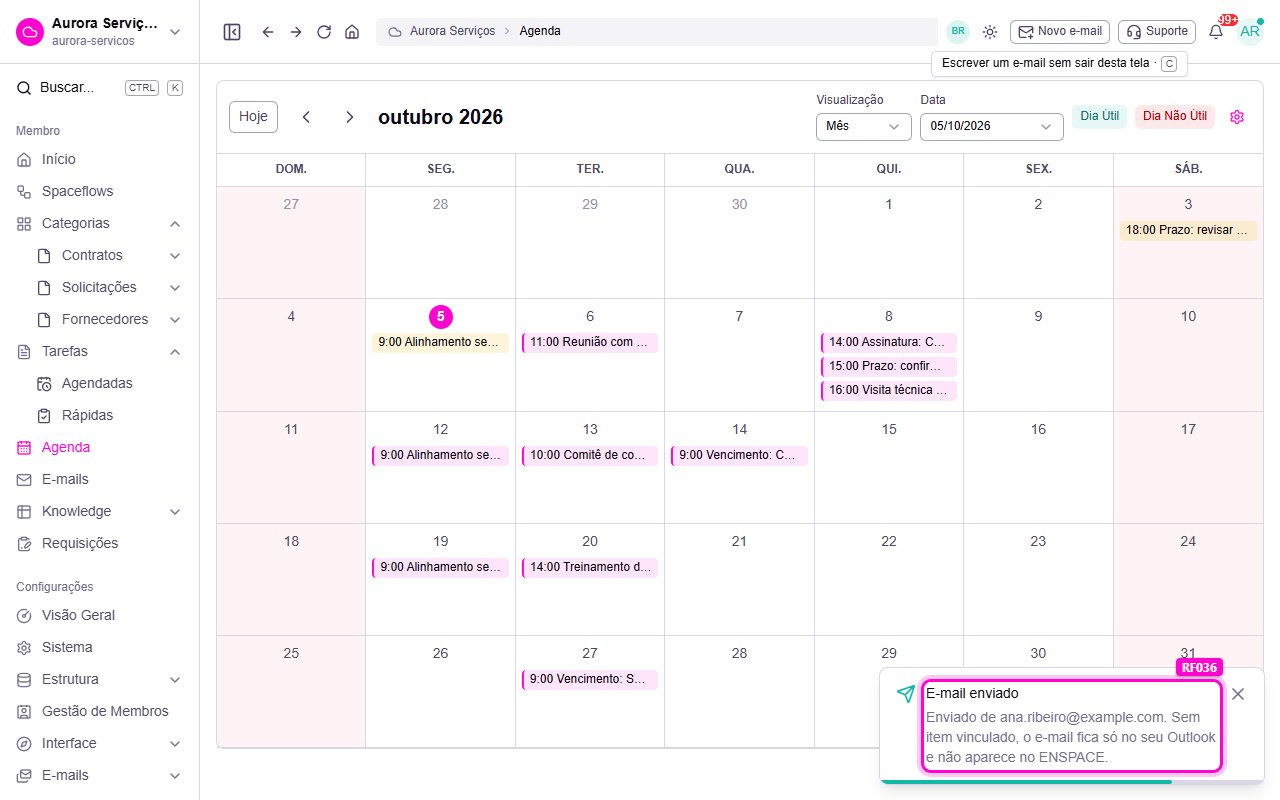 Aurora Serviç...
aurora-servicos
Aurora Serviços
Agenda
BR
Novo e-mail
Suporte
99+
AR
Escrever um e-mail sem sair desta tela · C
Buscar...
CTRL K
Membro
Início
Spaceflows
Categorias
Contratos
Solicitações
Fornecedores
Tarefas
Agendadas
Rápidas
Agenda
E-mails
Knowledge
Requisições
Configurações
Visão Geral
Sistema
Estrutura
Gestão de Membros
Interface
E-mails
Hoje
outubro 2026
Visualização
Mês
Data
05/10/2026
Dia Útil
Dia Não Útil
DOM. SEG. TER. QUA. QUI. SEX. SÁB.
27 28 29 30 1 2 3
18:00 Prazo: revisar ...
4 5 6 7 8 9 10
9:00 Alinhamento se...
11:00 Reunião com ...
14:00 Assinatura: C...
15:00 Prazo: confir...
16:00 Visita técnica ...
11 12 13 14 15 16 17
9:00 Alinhamento se...
10:00 Comitê de co...
9:00 Vencimento: C...
18 19 20 21 22 23 24
9:00 Alinhamento se...
14:00 Treinamento d...
25 26 27 28 29 30 31
9:00 Vencimento: S...
RF036
E-mail enviado
Enviado de ana.ribeiro@example.com. Sem
item vinculado, o e-mail fica só no seu Outlook
e não aparece no ENSPACE.